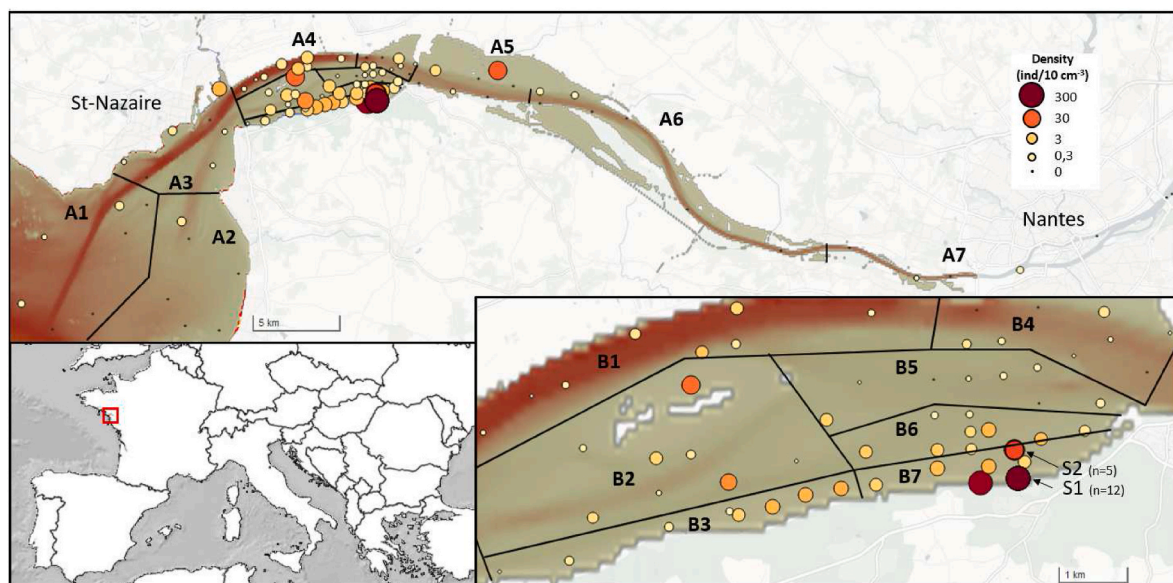 A4
A5
Density
(ind/10 cm⁻³)
300
30
3
0,3
0
St-Nazaire
A6
A3
Nantes
A1
A2
A7
5 km
B1
B4
B5
B6
B2
B7
S2 (n=5)
S1 (n=12)
B3
1 km